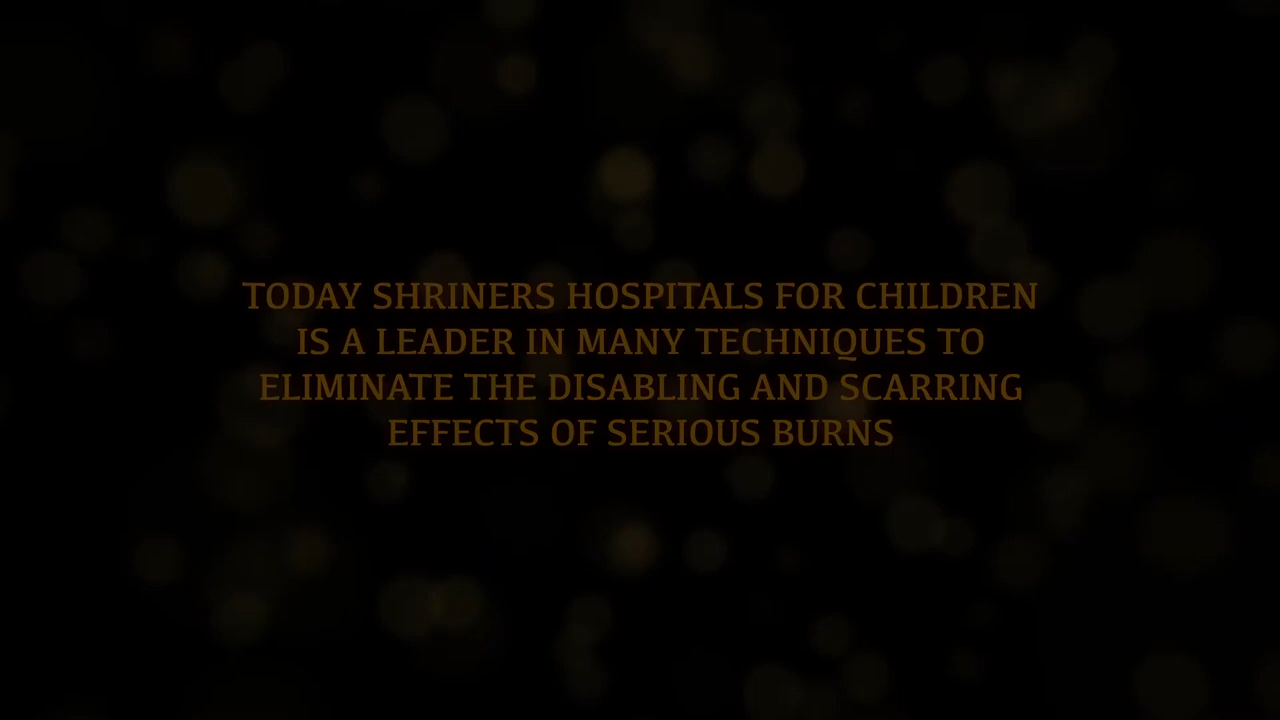 TODAY SHRINERS HOSPITALS FOR CHILDREN
IS A LEADER IN MANY TECHNIQUES TO
ELIMINATE THE DISABLING AND SCARRING
EFFECTS OF SERIOUS BURNS